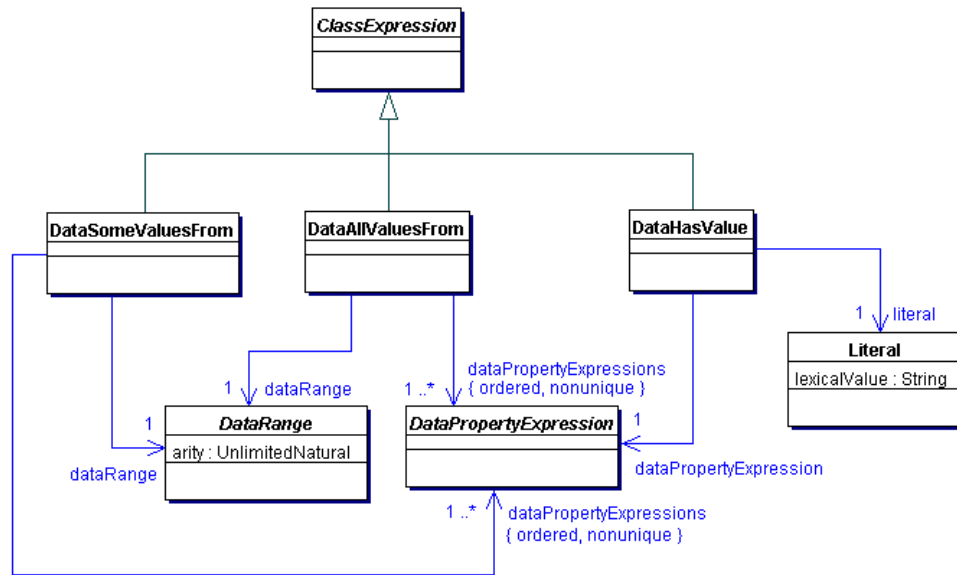 ClassExpression
DataSomeValuesFrom
DataAllValuesFrom
DataHasValue
1
literal
Literal
lexicalValue : String
1
dataRange
dataPropertyExpressions
1 ..*
{ ordered, nonunique }
1
dataRange
DataRange
arity : UnlimitedNatural
DataPropertyExpression
1
dataPropertyExpression
1 ..*
dataPropertyExpressions
{ ordered, nonunique }